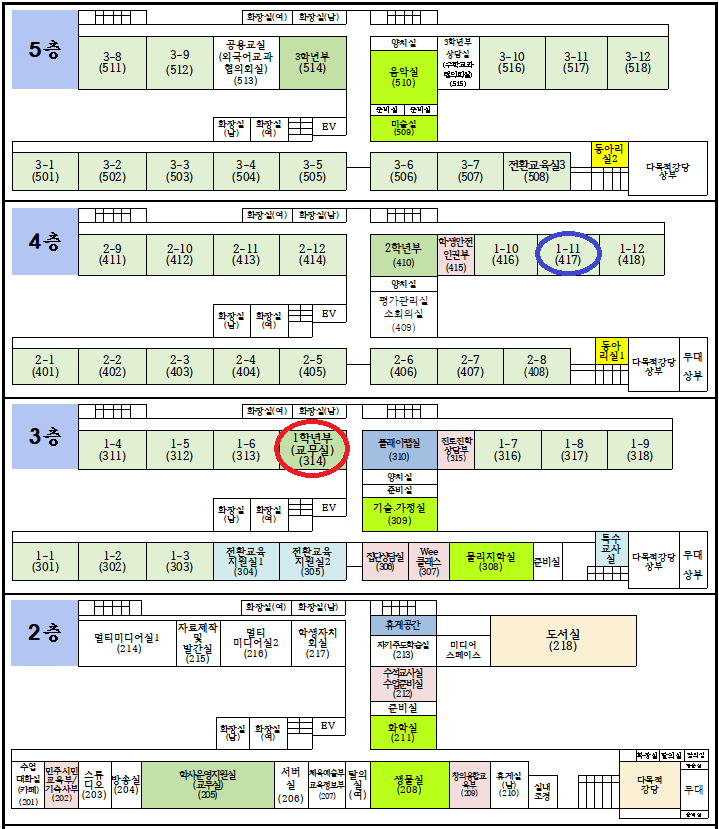 화장실(여) 화장실(남)
5층
3-8
(511)
3-9
(512)
공용교실
(외국어교과
협의회실)
(513)
3학년부
(514)
양치실
음악실
(510)
준비실 준비실
미술실
(509)
3학년부
상담실
(수학교과
협의회실)
(515)
3-10
(516)
3-11
(517)
3-12
(518)
화장실
(남)
화장실
(여)
EV
3-1
(501)
3-2
(502)
3-3
(503)
3-4
(504)
3-5
(505)
3-6
(506)
3-7
(507)
전환교육실3
(508)
동아리
실2
다목적강당
상부
화장실(여) 화장실(남)
4층
2-9
(411)
2-10
(412)
2-11
(413)
2-12
(414)
2학년부
(410)
학생안전
인권부
(415)
1-10
(416)
1-11
(417)
1-12
(418)
양치실
평가관리실
소회의실
(409)
화장실
(남)
화장실
(여)
EV
2-1
(401)
2-2
(402)
2-3
(403)
2-4
(404)
2-5
(405)
2-6
(406)
2-7
(407)
2-8
(408)
동아
리실1
다목적강당
상부
무대
상부
화장실(여) 화장실(남)
3층
1-4
(311)
1-5
(312)
1-6
(313)
1학년부
(교무실)
(314)
플레이랩실
(310)
진로진학
상담부
(315)
1-7
(316)
1-8
(317)
1-9
(318)
양치실
준비실
기술.가정실
(309)
화장실
(남)
화장실
(여)
EV
1-1
(301)
1-2
(302)
1-3
(303)
전환교육
지원실1
(304)
전환교육
지원실2
(305)
집단상담실
(306)
Wee
클래스
(307)
물리지학실
(308)
준비실
특수
교사
실
다목적강당
상부
무대
상부
화장실(여) 화장실(남)
2층
멀티미디어실1
(214)
자료제작
및
발간실
(215)
멀티
미디어실2
(216)
학생자치
회실
(217)
휴게공간
자기주도학습실
(213)
미디어
스페이스
도서실
(218)
수석교사실
수업준비실
(212)
준비실
화학실
(211)
화장실
(남)
화장실
(여)
EV
수업
대화실
(카페)
(201)
민주시민
교육부/
기숙사부
(202)
스튜
디오
(203)
방송실
(204)
학사운영지원실
(교무실)
(205)
서버
실
(206)
체육예술부
교육정보부
(207)
탈의
실
(여)
생물실
(208)
창의융합교
육부
(209)
휴게실
(남)
(210)
실내
조경
화장실 탈의실
다목적
강당
탈의실
준비실
무대
준비실